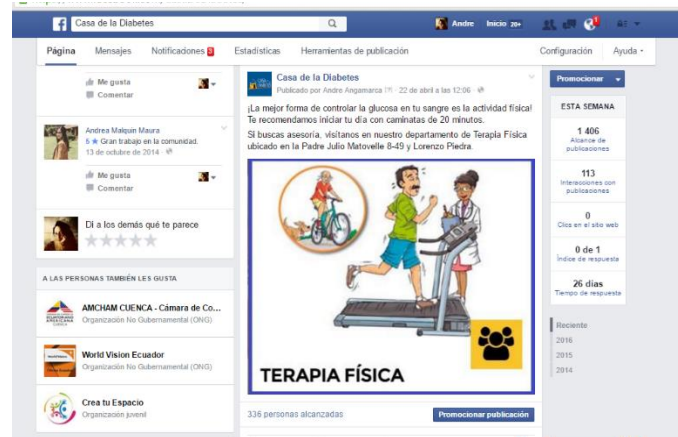 Casa de la Diabetes
Andre Inicio 20+
Página Mensajes Notificaciones 8 Estadísticas Herramientas de publicación Configuración Ayuda
Me gusta
Comentar
Andrea Malquin Maura
5 ★ Gran trabajo en la comunidad.
13 de octubre de 2014
Me gusta
Comentar
Di a los demás qué te parece
A LAS PERSONAS TAMBIÉN LES GUSTA
AMCHAM CUENCA - Cámara de Co...
Organización No Gubernamental (ONG)
World Vision Ecuador
Organización No Gubernamental (ONG)
Crea tu Espacio
Organización juvenil
Casa de la Diabetes
Publicado por Andre Angamarca [?] · 22 de abril a las 12:06
¡La mejor forma de controlar la glucosa en tu sangre es la actividad física!
Te recomendamos iniciar tu día con caminatas de 20 minutos.
Si buscas asesoría, visítanos en nuestro departamento de Terapia Física
ubicado en la Padre Julio Matovelle 8-49 y Lorenzo Piedra.
TERAPIA FÍSICA
336 personas alcanzadas
Promocionar publicación
Promocionar
ESTA SEMANA
1 406
Alcance de
publicaciones
113
Interacciones con
publicaciones
0
Clics en el sitio web
0 de 1
Índice de respuesta
26 días
Tiempo de respuesta
Reciente
2016
2015
2014